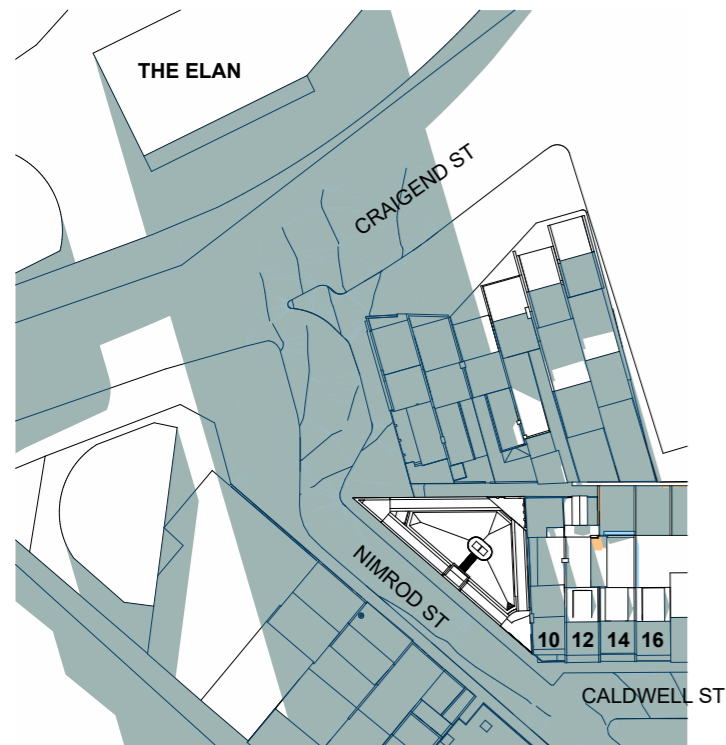 THE ELAN
CRAIGEND ST
NIMROD ST
10 12 14 16
CALDWELL ST